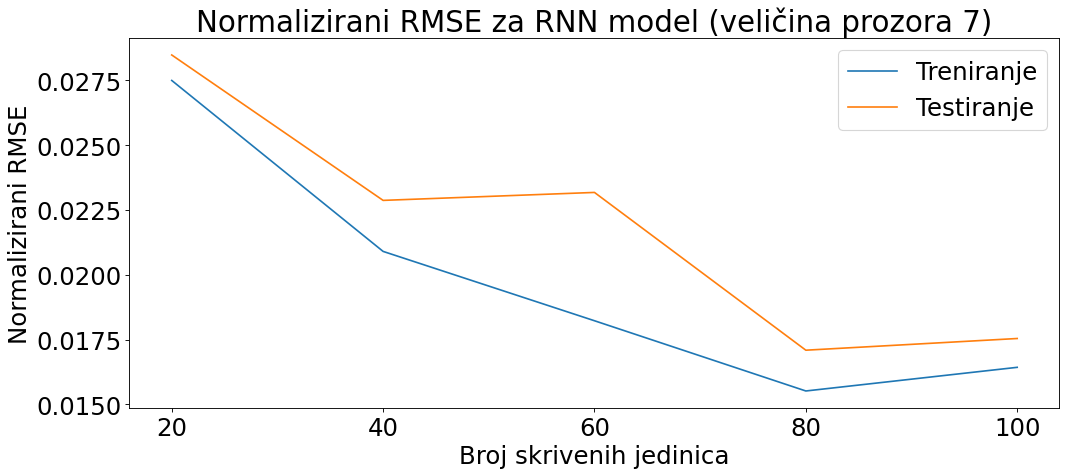 Normalizirani RMSE za RNN model (veličina prozora 7)
Treniranje
Testiranje
Normalizirani RMSE
0.0275
0.0250
0.0225
0.0200
0.0175
0.0150
20 40 60 80 100
Broj skrivenih jedinica